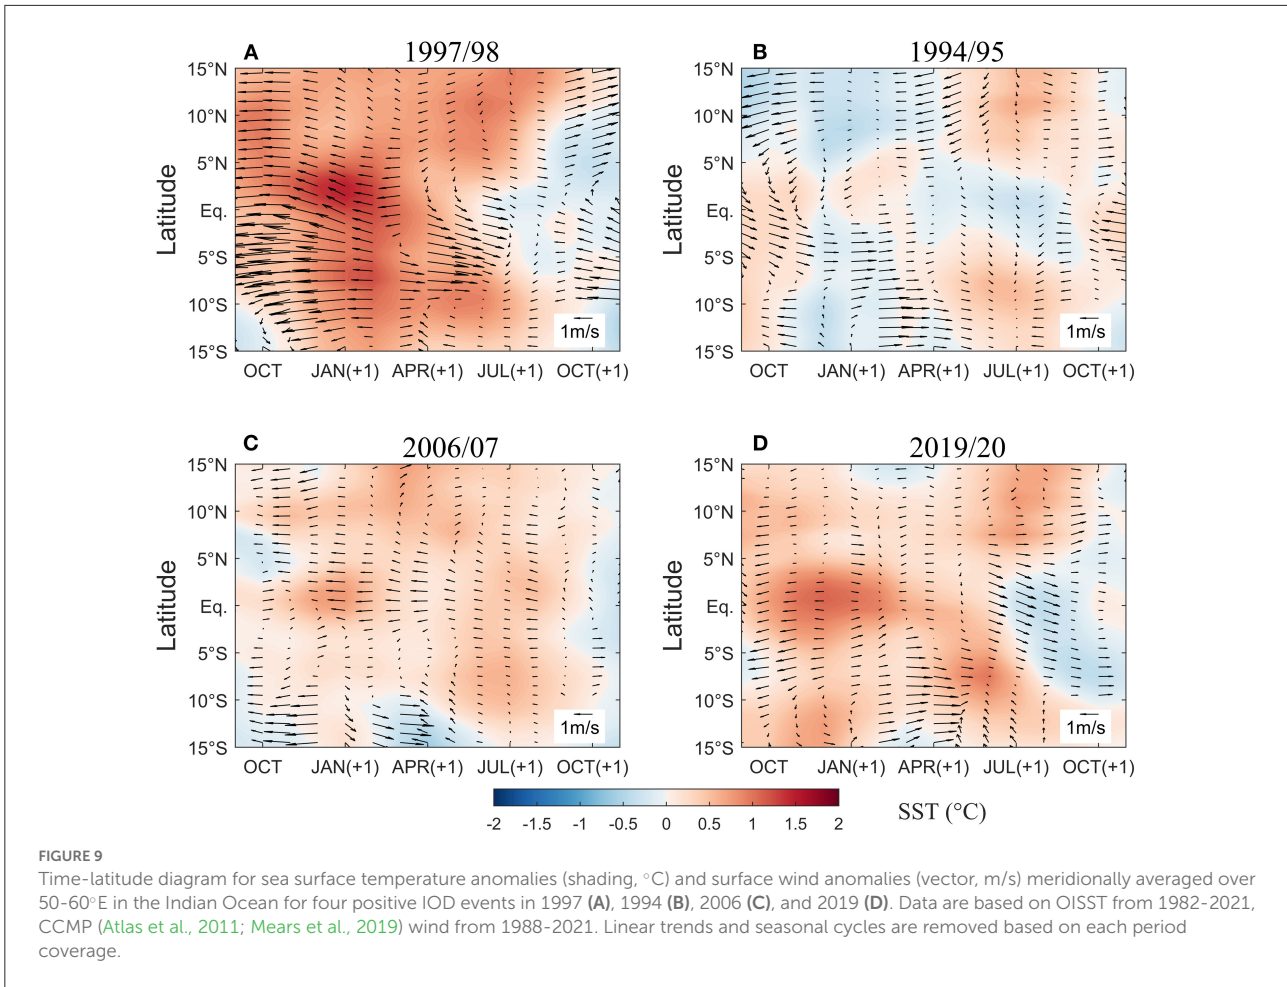 A
1997/98
15°N
10°N
5°N
Eq.
5°S
10°S
15°S
Latitude
1m/s
OCT JAN(+1) APR(+1) JUL(+1) OCT(+1)
B
1994/95
15°N
10°N
5°N
Eq.
5°S
10°S
15°S
Latitude
1m/s
OCT JAN(+1) APR(+1) JUL(+1) OCT(+1)
C
2006/07
15°N
10°N
5°N
Eq.
5°S
10°S
15°S
Latitude
1m/s
OCT JAN(+1) APR(+1) JUL(+1) OCT(+1)
D
2019/20
15°N
10°N
5°N
Eq.
5°S
10°S
15°S
Latitude
1m/s
OCT JAN(+1) APR(+1) JUL(+1) OCT(+1)
-2 -1.5 -1 -0.5 0 0.5 1 1.5 2
SST (°C)
FIGURE 9
Time-latitude diagram for sea surface temperature anomalies (shading, °C) and surface wind anomalies (vector, m/s) meridionally averaged over
50-60°E in the Indian Ocean for four positive IOD events in 1997 (A), 1994 (B), 2006 (C), and 2019 (D). Data are based on OISST from 1982-2021,
CCMP (Atlas et al., 2011; Mears et al., 2019) wind from 1988-2021. Linear trends and seasonal cycles are removed based on each period
coverage.